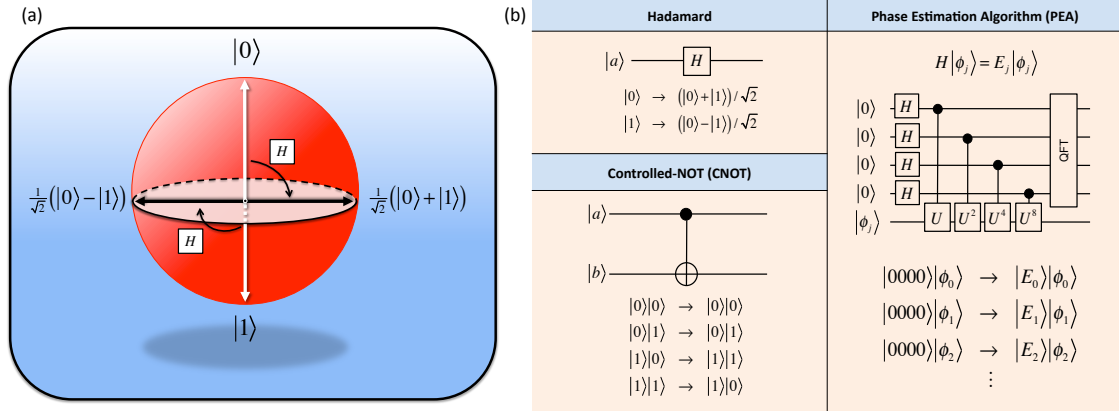 (a)
|0⟩
H
1/√2(|0⟩−|1⟩)
1/√2(|0⟩+|1⟩)
H
|1⟩
(b)
Hadamard
|a⟩ H
|0⟩ → (|0⟩+|1⟩)/√2
|1⟩ → (|0⟩−|1⟩)/√2
Controlled-NOT (CNOT)
|a⟩
|b⟩
|0⟩|0⟩ → |0⟩|0⟩
|0⟩|1⟩ → |0⟩|1⟩
|1⟩|0⟩ → |1⟩|1⟩
|1⟩|1⟩ → |1⟩|0⟩
Phase Estimation Algorithm (PEA)
H|ϕⱼ⟩=Eⱼ|ϕⱼ⟩
|0⟩ H
|0⟩ H
|0⟩ H
|0⟩ H
QFT
|ϕⱼ⟩ U U² U⁴ U⁸
|0000⟩|ϕ₀⟩ → |E₀⟩|ϕ₀⟩
|0000⟩|ϕ₁⟩ → |E₁⟩|ϕ₁⟩
|0000⟩|ϕ₂⟩ → |E₂⟩|ϕ₂⟩
⋮